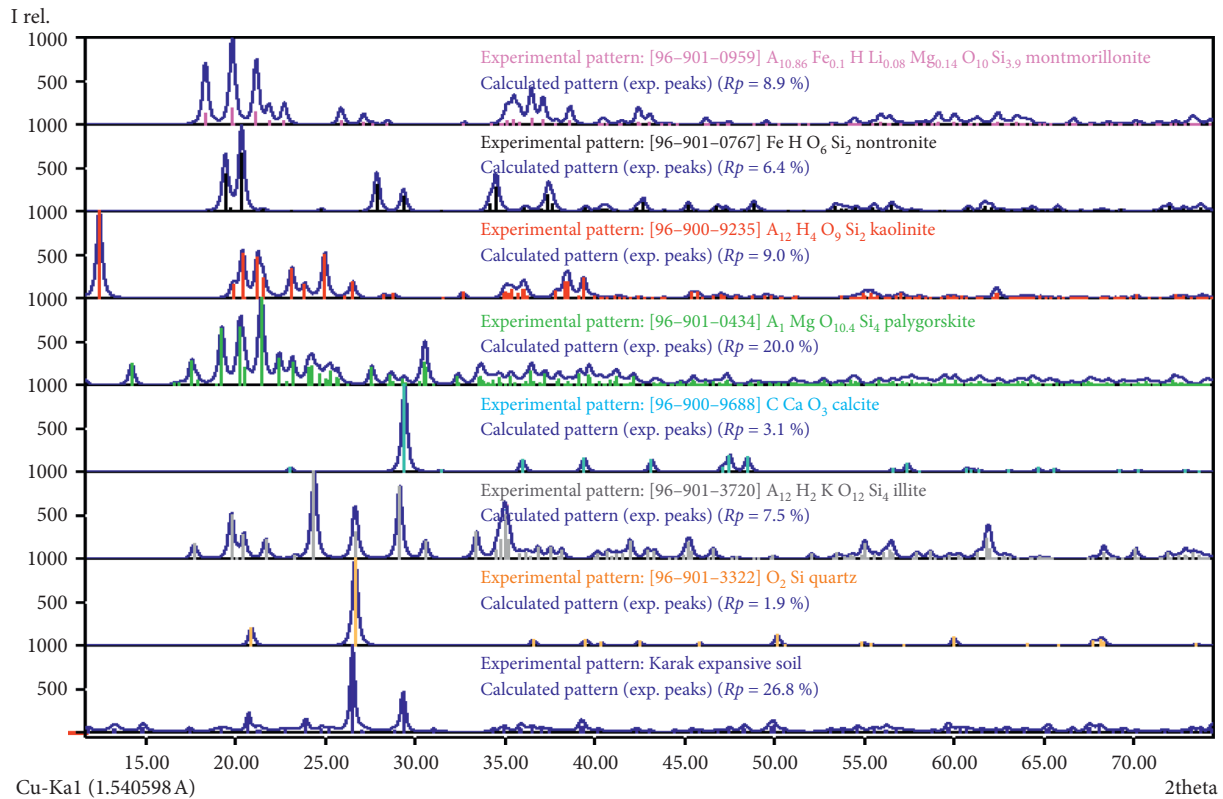 I rel.
1000
Experimental pattern: [96–901–0959] A10.86 Fe0.1 H Li0.08 Mg0.14 O10 Si3.9 montmorillonite
500
Calculated pattern (exp. peaks) (Rp = 8.9 %)
1000
Experimental pattern: [96–901–0767] Fe H O6 Si2 nontronite
500
Calculated pattern (exp. peaks) (Rp = 6.4 %)
1000
Experimental pattern: [96–900–9235] A12 H4 O9 Si2 kaolinite
500
Calculated pattern (exp. peaks) (Rp = 9.0 %)
1000
Experimental pattern: [96–901–0434] A1 Mg O10.4 Si4 palygorskite
500
Calculated pattern (exp. peaks) (Rp = 20.0 %)
1000
Experimental pattern: [96–900–9688] C Ca O3 calcite
500
Calculated pattern (exp. peaks) (Rp = 3.1 %)
1000
Experimental pattern: [96–901–3720] A12 H2 K O12 Si4 illite
500
Calculated pattern (exp. peaks) (Rp = 7.5 %)
1000
Experimental pattern: [96–901–3322] O2 Si quartz
500
Calculated pattern (exp. peaks) (Rp = 1.9 %)
1000
Experimental pattern: Karak expansive soil
500
Calculated pattern (exp. peaks) (Rp = 26.8 %)
15.00 20.00 25.00 30.00 35.00 40.00 45.00 50.00 55.00 60.00 65.00 70.00
Cu-Ka1 (1.540598 A) 2theta